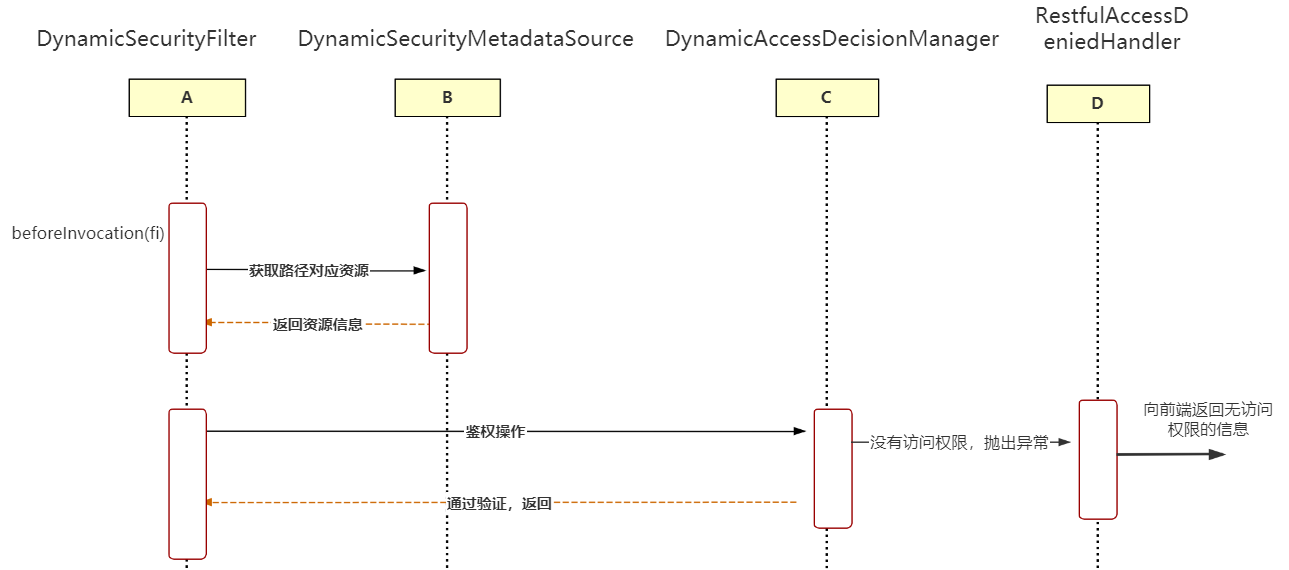 DynamicSecurityFilter
DynamicSecurityMetadataSource
DynamicAccessDecisionManager
RestfulAccessD
eniedHandler
A
B
C
D
beforeInvocation(fi)
获取路径对应资源
返回资源信息
鉴权操作
没有访问权限，抛出异常
向前端返回无访问
权限的信息
通过验证，返回